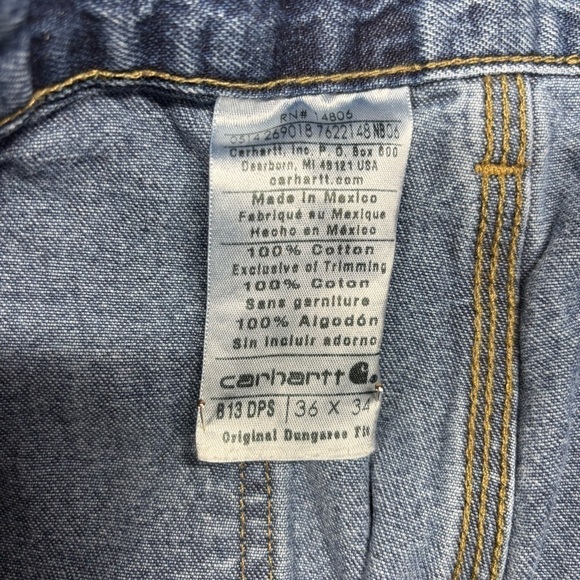 RN# 14806
0614 269018 7622148 NB06
Carhartt, Inc. P. O. Box 600
Dearborn, MI 48121 USA
carhartt.com
Made in Mexico
Fabriqué au Mexique
Hecho en México
100% Cotton
Exclusive of Trimming
100% Coton
Sans garniture
100% Algodón
Sin incluir adorno
carhartt
B13 DPS 36 X 34
Original Dungaree Fit